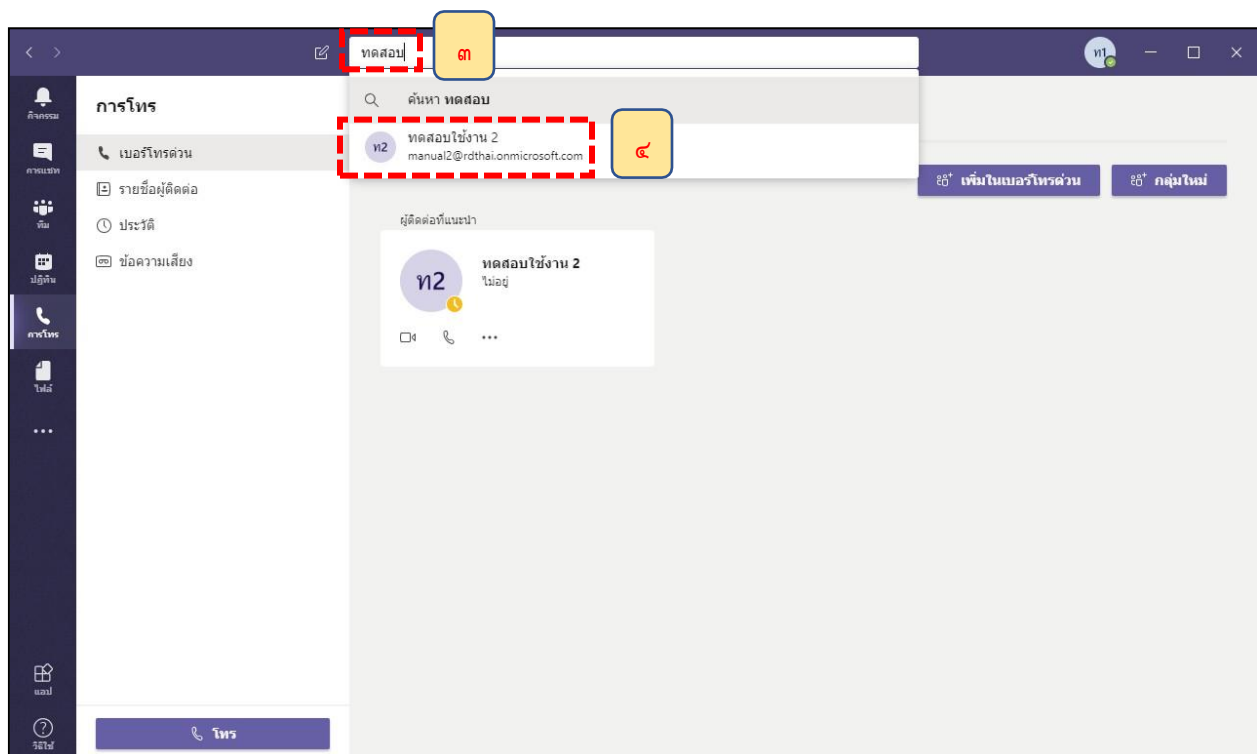 ทดสอบ
๓
ท1
ค้นหา ทดสอบ
ท2
ทดสอบใช้งาน 2
manual2@rdthai.onmicrosoft.com
๔
กิจกรรม
การแชท
ทีม
ปฏิทิน
การโทร
ไฟล์
แอป
วิธีใช้
การโทร
เบอร์โทรด่วน
รายชื่อผู้ติดต่อ
ประวัติ
ข้อความเสียง
โทร
เพิ่มในเบอร์โทรด่วน
กลุ่มใหม่
ผู้ติดต่อที่แนะนำ
ท2
ทดสอบใช้งาน 2
ไม่อยู่